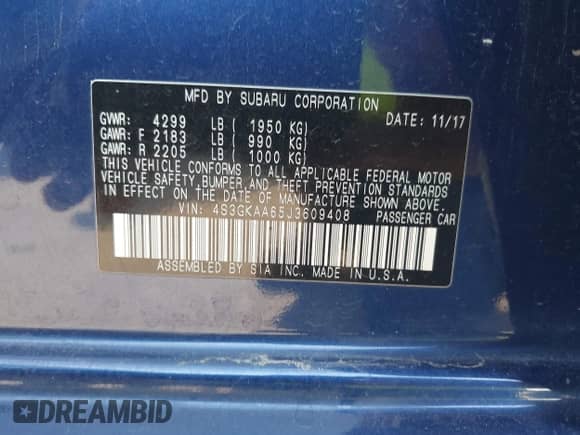 MFD BY SUBARU CORPORATION
GVWR: 4299 LB ( 1950 KG) DATE: 11/17
GAWR: F 2183 LB ( 990 KG)
GAWR: R 2205 LB ( 1000 KG)
THIS VEHICLE CONFORMS TO ALL APPLICABLE FEDERAL MOTOR
VEHICLE SAFETY, BUMPER, AND THEFT PREVENTION STANDARDS
IN EFFECT ON THE DATE OF MANUFACTURE SHOWN ABOVE.
VIN: 4S3GKAA65J3609408 PASSENGER CAR
ASSEMBLED BY SIA INC. MADE IN U.S.A.
DREAMBID